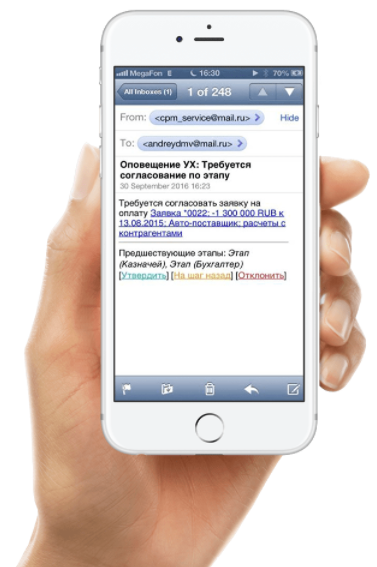 MegaFon 16:30 70%
All Inboxes (1) 1 of 248
From: <cpm_service@mail.ru> Hide
To: <andreydmv@mail.ru>
Оповещение УХ: Требуется
согласование по этапу
30 September 2016 16:23
Требуется согласовать заявку на
оплату Заявка *0022: -1 300 000 RUB к
13.08.2015; Авто-поставщик; расчеты с
контрагентами
Предшествующие этапы: Этап
(Казначей), Этап (Бухгалтер)
[Утвердить] [На шаг назад] [Отклонить]